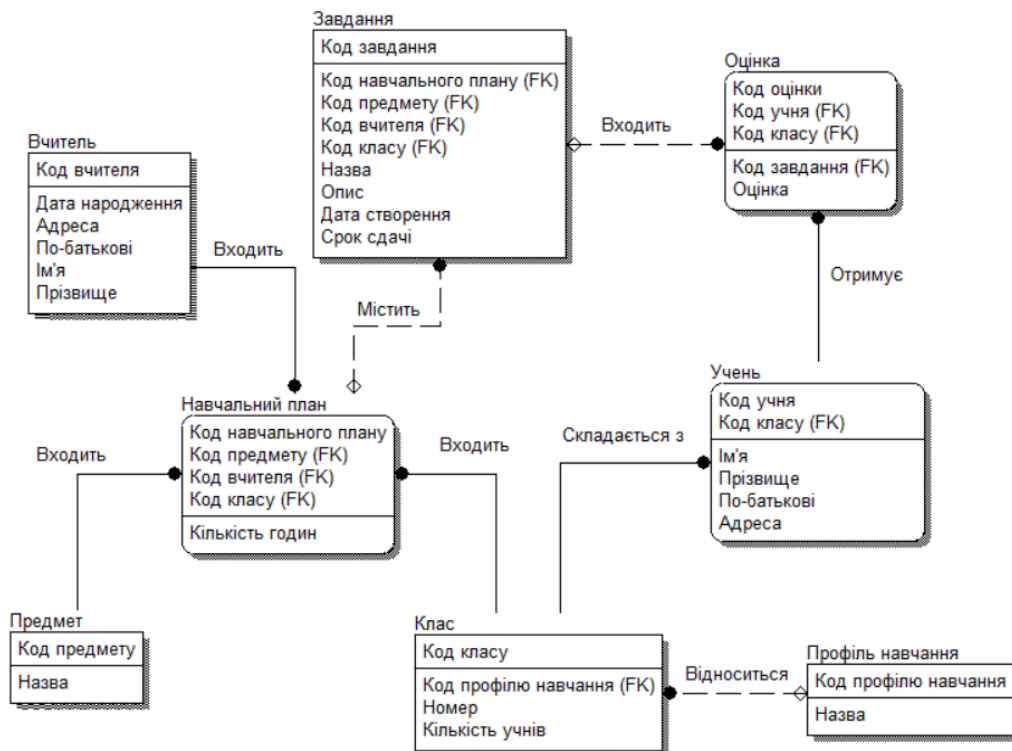 Завдання
Код завдання
Код навчального плану (FK)
Код предмету (FK)
Код вчителя (FK)
Код класу (FK)
Назва
Опис
Дата створення
Срок сдачі
Входить
Оцінка
Код оцінки
Код учня (FK)
Код класу (FK)
Код завдання (FK)
Оцінка
Вчитель
Код вчителя
Дата народження
Адреса
По-батькові
Ім'я
Прізвище
Входить
Містить
Отримує
Навчальний план
Код навчального плану
Код предмету (FK)
Код вчителя (FK)
Код класу (FK)
Кількість годин
Входить
Входить
Складається з
Учень
Код учня
Код класу (FK)
Ім'я
Прізвище
По-батькові
Адреса
Предмет
Код предмету
Назва
Клас
Код класу
Код профілю навчання (FK)
Номер
Кількість учнів
Відноситься
Профіль навчання
Код профілю навчання
Назва